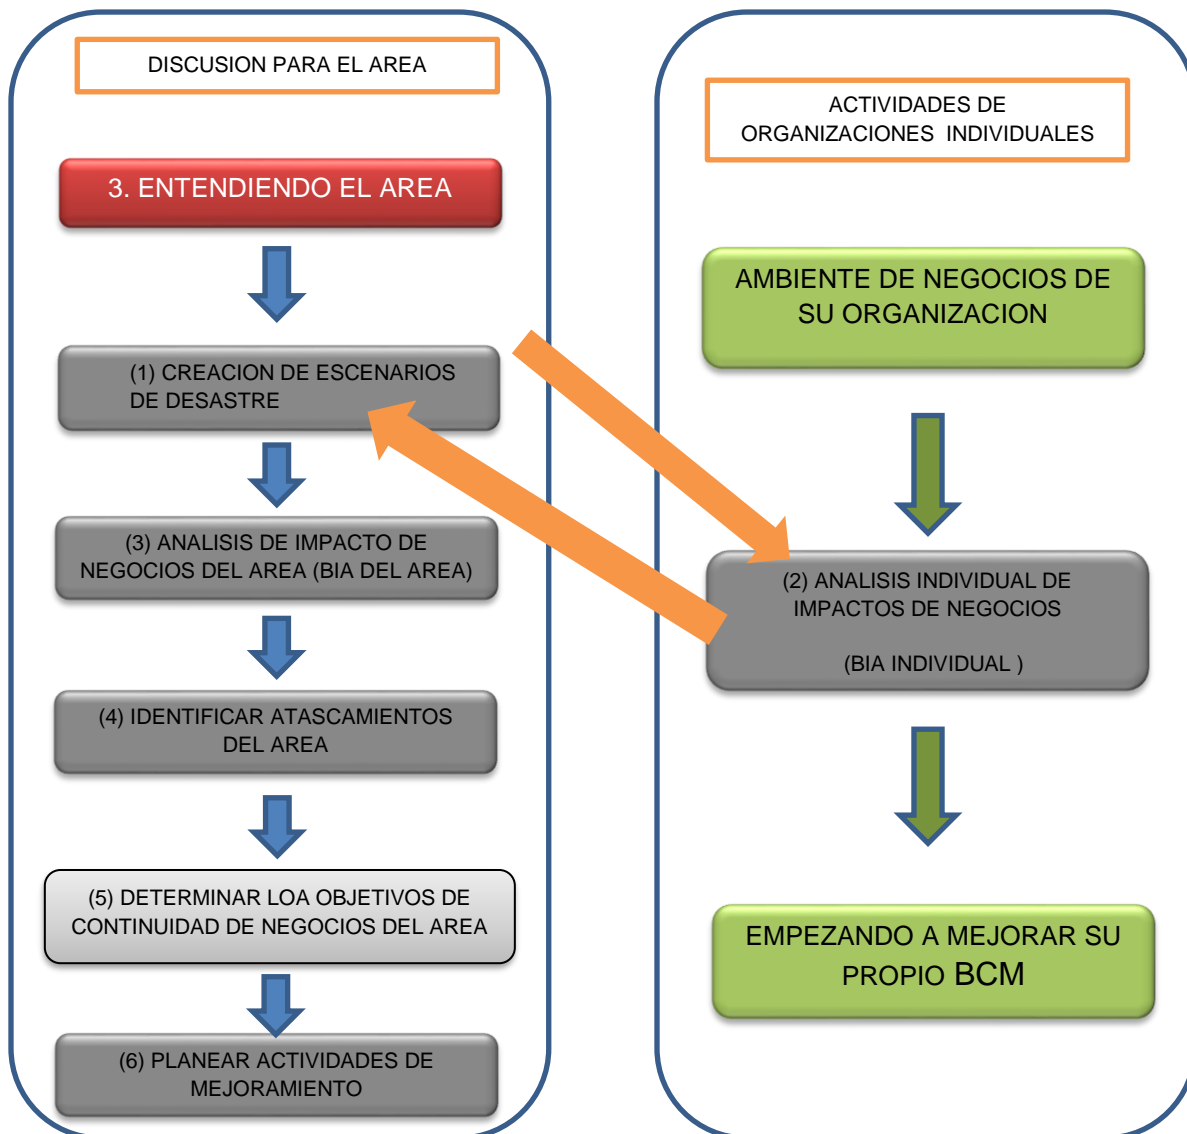 DISCUSION PARA EL AREA
3. ENTENDIENDO EL AREA
(1) CREACION DE ESCENARIOS
DE DESASTRE
(3) ANALISIS DE IMPACTO DE
NEGOCIOS DEL AREA (BIA DEL AREA)
(4) IDENTIFICAR ATASCAMIENTOS
DEL AREA
(5) DETERMINAR LOA OBJETIVOS DE
CONTINUIDAD DE NEGOCIOS DEL AREA
(6) PLANEAR ACTIVIDADES DE
MEJORAMIENTO
ACTIVIDADES DE
ORGANIZACIONES INDIVIDUALES
AMBIENTE DE NEGOCIOS DE
SU ORGANIZACION
(2) ANALISIS INDIVIDUAL DE
IMPACTOS DE NEGOCIOS
(BIA INDIVIDUAL )
EMPEZANDO A MEJORAR SU
PROPIO BCM